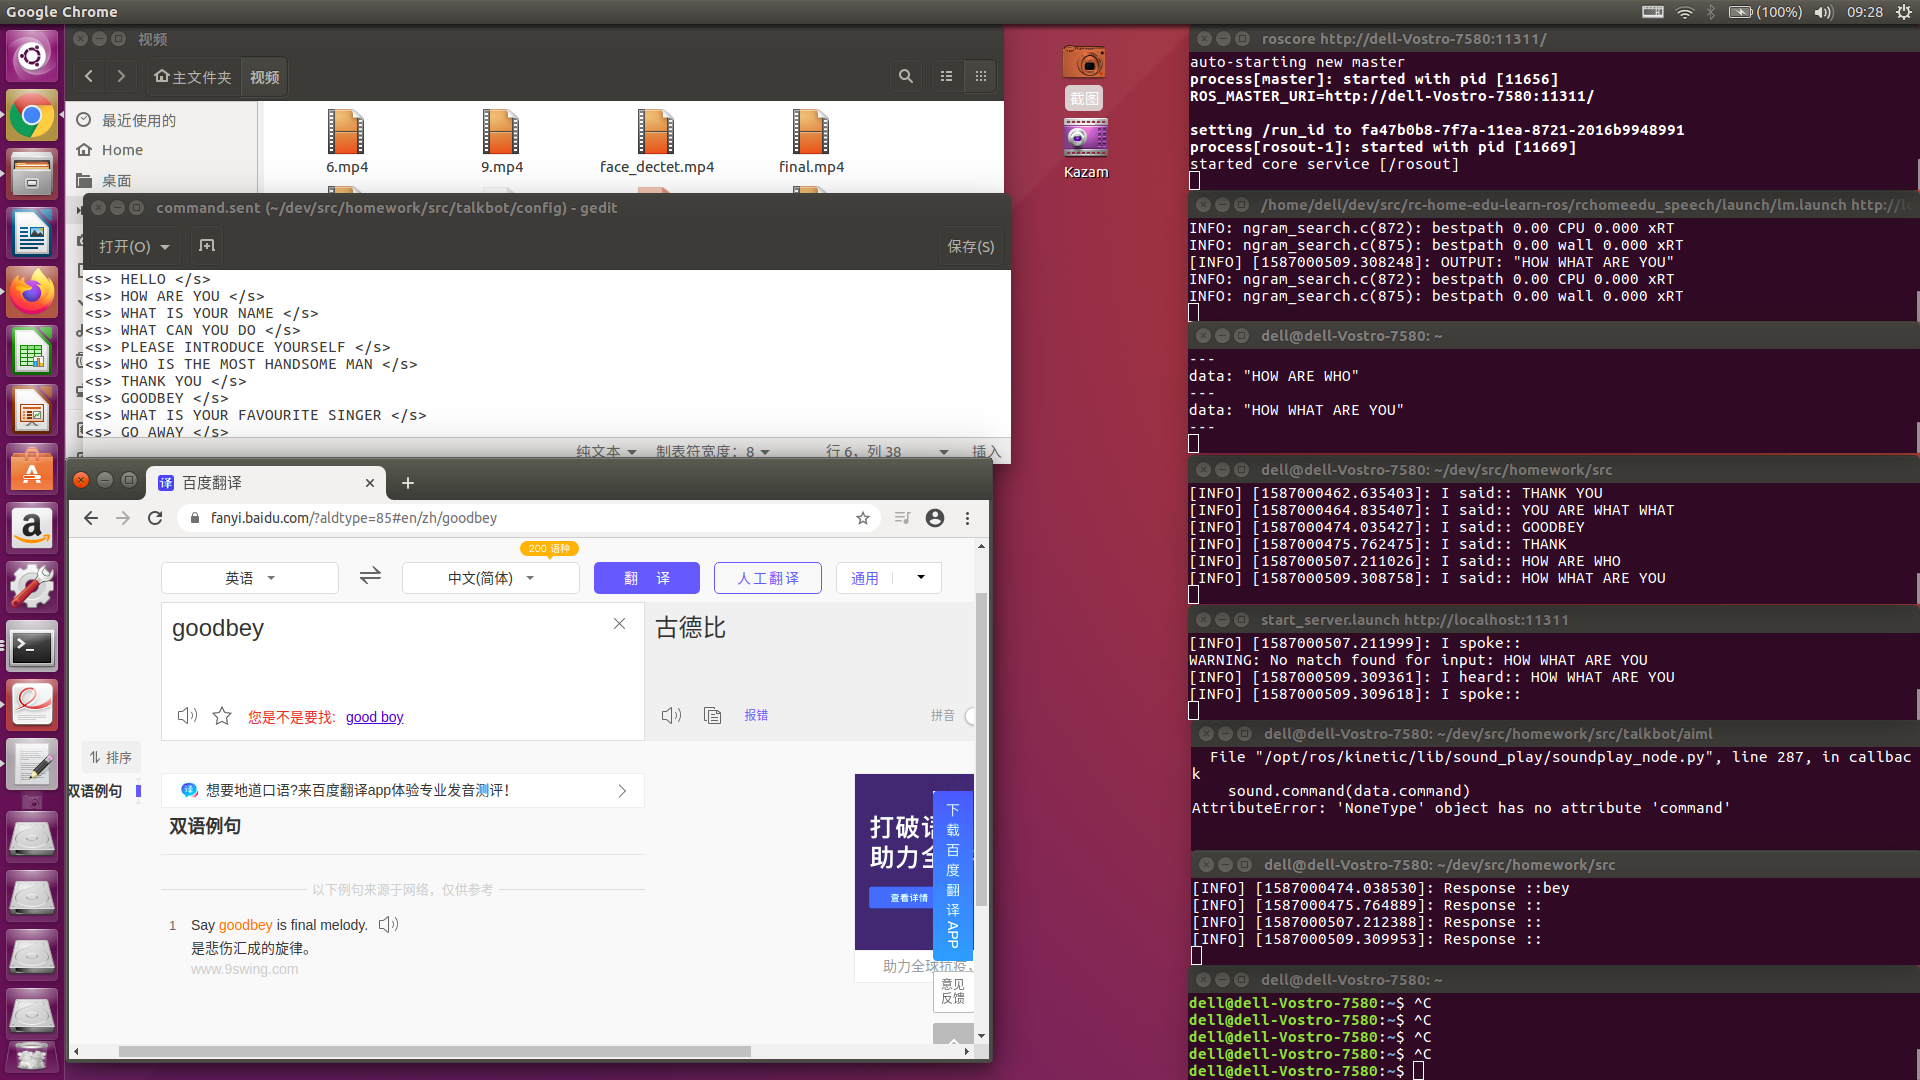 Google Chrome
(100%)
09:28
视频
主文件夹
视频
最近使用的
Home
桌面
6.mp4
9.mp4
face_dectet.mp4
final.mp4
截图
Kazam
command.sent (~/dev/src/homework/src/talkbot/config) - gedit
打开(O)
保存(S)
<s> HELLO </s>
<s> HOW ARE YOU </s>
<s> WHAT IS YOUR NAME </s>
<s> WHAT CAN YOU DO </s>
<s> PLEASE INTRODUCE YOURSELF </s>
<s> WHO IS THE MOST HANDSOME MAN </s>
<s> THANK YOU </s>
<s> GOODBEY </s>
<s> WHAT IS YOUR FAVOURITE SINGER </s>
<s> GO AWAY </s>
纯文本 制表符宽度：8 行 6，列 38 插入
百度翻译
fanyi.baidu.com/?aldtype=85#en/zh/goodbey
200 语种
英语
中文(简体)
翻 译
人工翻译
通用
goodbey
古德比
您是不是要找: good boy
报错
拼音
排序
双语例句
想要地道口语?来百度翻译app体验专业发音测评!
双语例句
以下例句来源于网络，仅供参考
1 Say goodbey is final melody.
是悲伤汇成的旋律。
www.9swing.com
打破语
助力全
查看详情
助力全球抗疫，
下载百度翻译APP
意见
反馈
roscore http://dell-Vostro-7580:11311/
auto-starting new master
process[master]: started with pid [11656]
ROS_MASTER_URI=http://dell-Vostro-7580:11311/
setting /run_id to fa47b0b8-7f7a-11ea-8721-2016b9948991
process[rosout-1]: started with pid [11669]
started core service [/rosout]
/home/dell/dev/src/rc-home-edu-learn-ros/rchomeedu_speech/launch/lm.launch http://lo
INFO: ngram_search.c(872): bestpath 0.00 CPU 0.000 xRT
INFO: ngram_search.c(875): bestpath 0.00 wall 0.000 xRT
[INFO] [1587000509.308248]: OUTPUT: "HOW WHAT ARE YOU"
INFO: ngram_search.c(872): bestpath 0.00 CPU 0.000 xRT
INFO: ngram_search.c(875): bestpath 0.00 wall 0.000 xRT
dell@dell-Vostro-7580: ~
---
data: "HOW ARE WHO"
---
data: "HOW WHAT ARE YOU"
---
dell@dell-Vostro-7580: ~/dev/src/homework/src
[INFO] [1587000462.635403]: I said:: THANK YOU
[INFO] [1587000464.835407]: I said:: YOU ARE WHAT WHAT
[INFO] [1587000474.035427]: I said:: GOODBEY
[INFO] [1587000475.762475]: I said:: THANK
[INFO] [1587000507.211026]: I said:: HOW ARE WHO
[INFO] [1587000509.308758]: I said:: HOW WHAT ARE YOU
start_server.launch http://localhost:11311
[INFO] [1587000507.211999]: I spoke::
WARNING: No match found for input: HOW WHAT ARE YOU
[INFO] [1587000509.309361]: I heard:: HOW WHAT ARE YOU
[INFO] [1587000509.309618]: I spoke::
dell@dell-Vostro-7580: ~/dev/src/homework/src/talkbot/aiml
File "/opt/ros/kinetic/lib/sound_play/soundplay_node.py", line 287, in callbac
k
sound.command(data.command)
AttributeError: 'NoneType' object has no attribute 'command'
dell@dell-Vostro-7580: ~/dev/src/homework/src
[INFO] [1587000474.038530]: Response ::bey
[INFO] [1587000475.764889]: Response ::
[INFO] [1587000507.212388]: Response ::
[INFO] [1587000509.309953]: Response ::
dell@dell-Vostro-7580: ~
dell@dell-Vostro-7580:~$ ^C
dell@dell-Vostro-7580:~$ ^C
dell@dell-Vostro-7580:~$ ^C
dell@dell-Vostro-7580:~$ ^C
dell@dell-Vostro-7580:~$